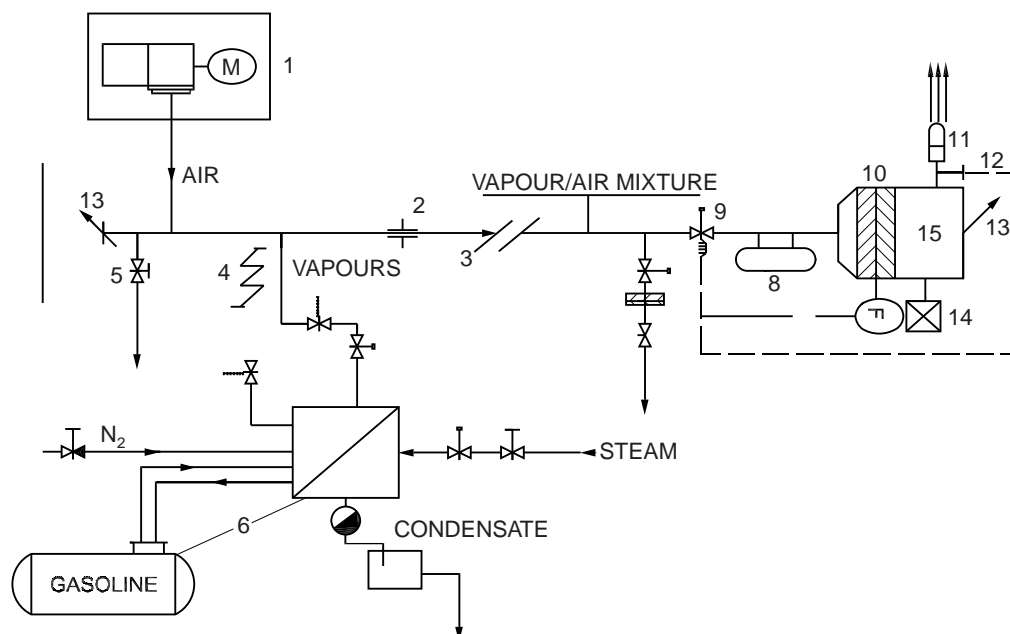 M
1
AIR
11
12
10
VAPOUR/AIR MIXTURE
13
2
9
3
15
13
5
4
VAPOURS
8
F
14
N2
STEAM
6
CONDENSATE
GASOLINE